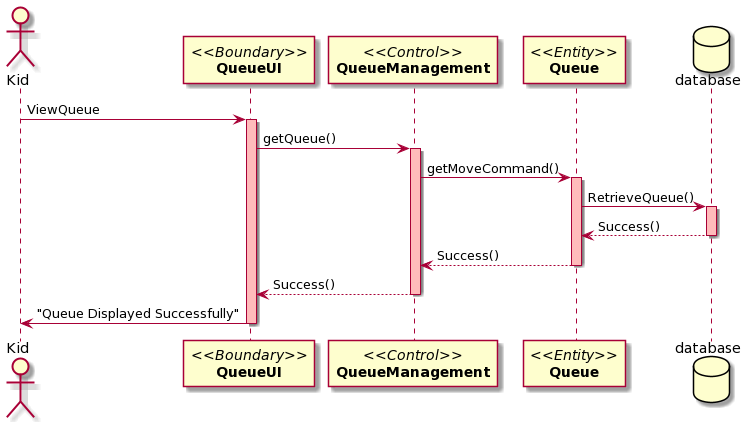 Kid
<<Boundary>>
QueueUI
<<Control>>
QueueManagement
<<Entity>>
Queue
database
ViewQueue
getQueue()
getMoveCommand()
RetrieveQueue()
Success()
Success()
Success()
"Queue Displayed Successfully"
Kid
<<Boundary>>
QueueUI
<<Control>>
QueueManagement
<<Entity>>
Queue
database